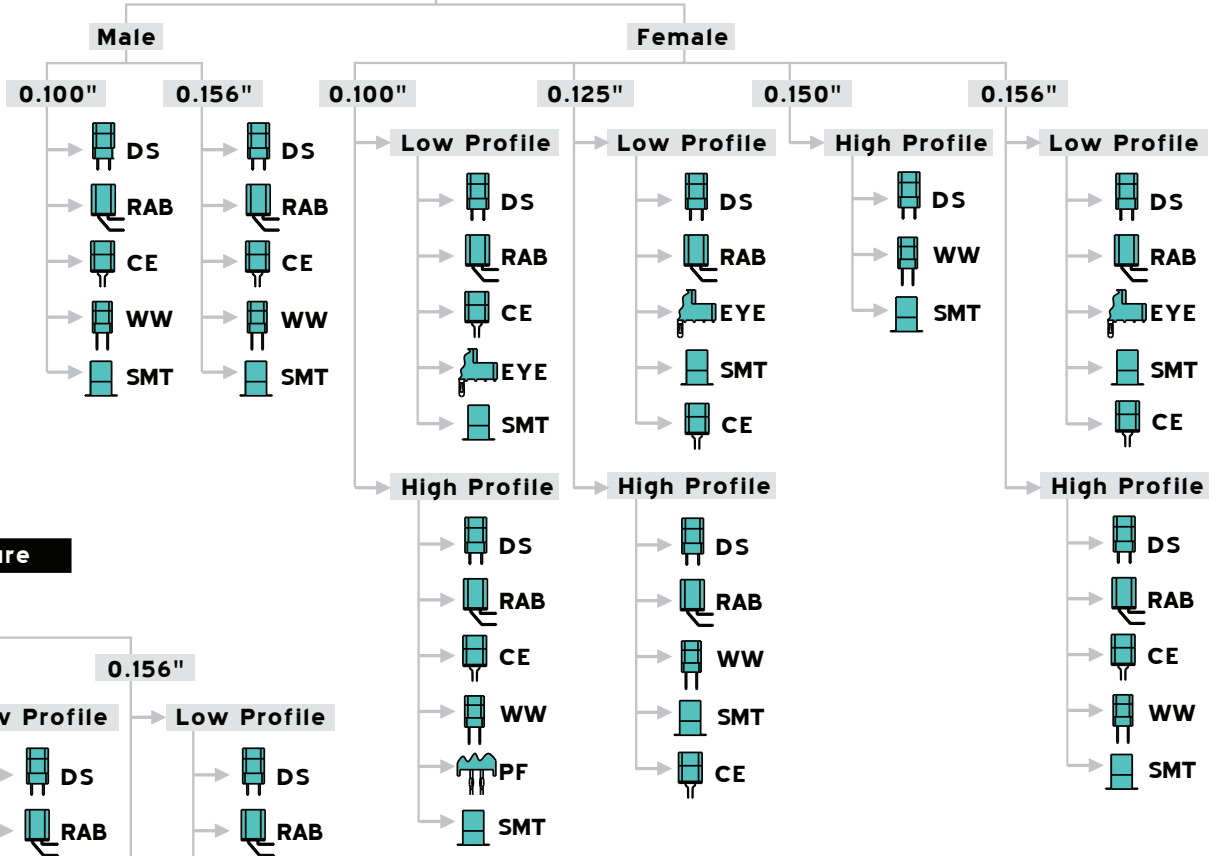 Male
Female
0.100"
0.156"
0.100"
0.125"
0.150"
0.156"
DS
RAB
CE
WW
SMT
DS
RAB
CE
WW
SMT
Low Profile
DS
RAB
CE
EYE
SMT
High Profile
DS
RAB
CE
WW
PF
SMT
Low Profile
DS
RAB
EYE
SMT
CE
High Profile
DS
RAB
WW
SMT
CE
High Profile
DS
WW
SMT
Low Profile
DS
RAB
EYE
SMT
CE
High Profile
DS
RAB
CE
WW
SMT
0.156"
Profile
DS
RAB
Low Profile
DS
RAB